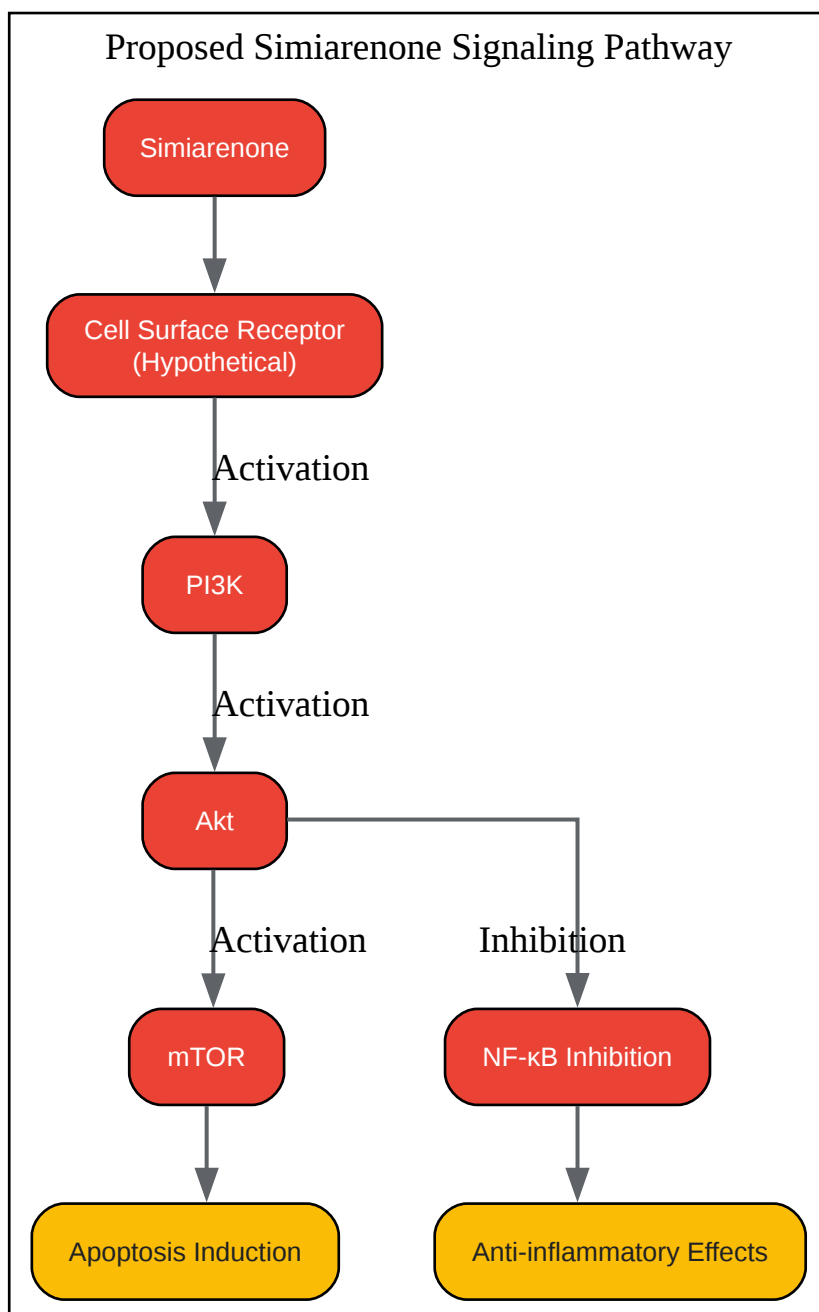 Proposed Simiarenone Signaling Pathway
Simiarenone
Cell Surface Receptor
(Hypothetical)
Activation
PI3K
Activation
Akt
Activation
Inhibition
mTOR
NF-κB Inhibition
Apoptosis Induction
Anti-inflammatory Effects